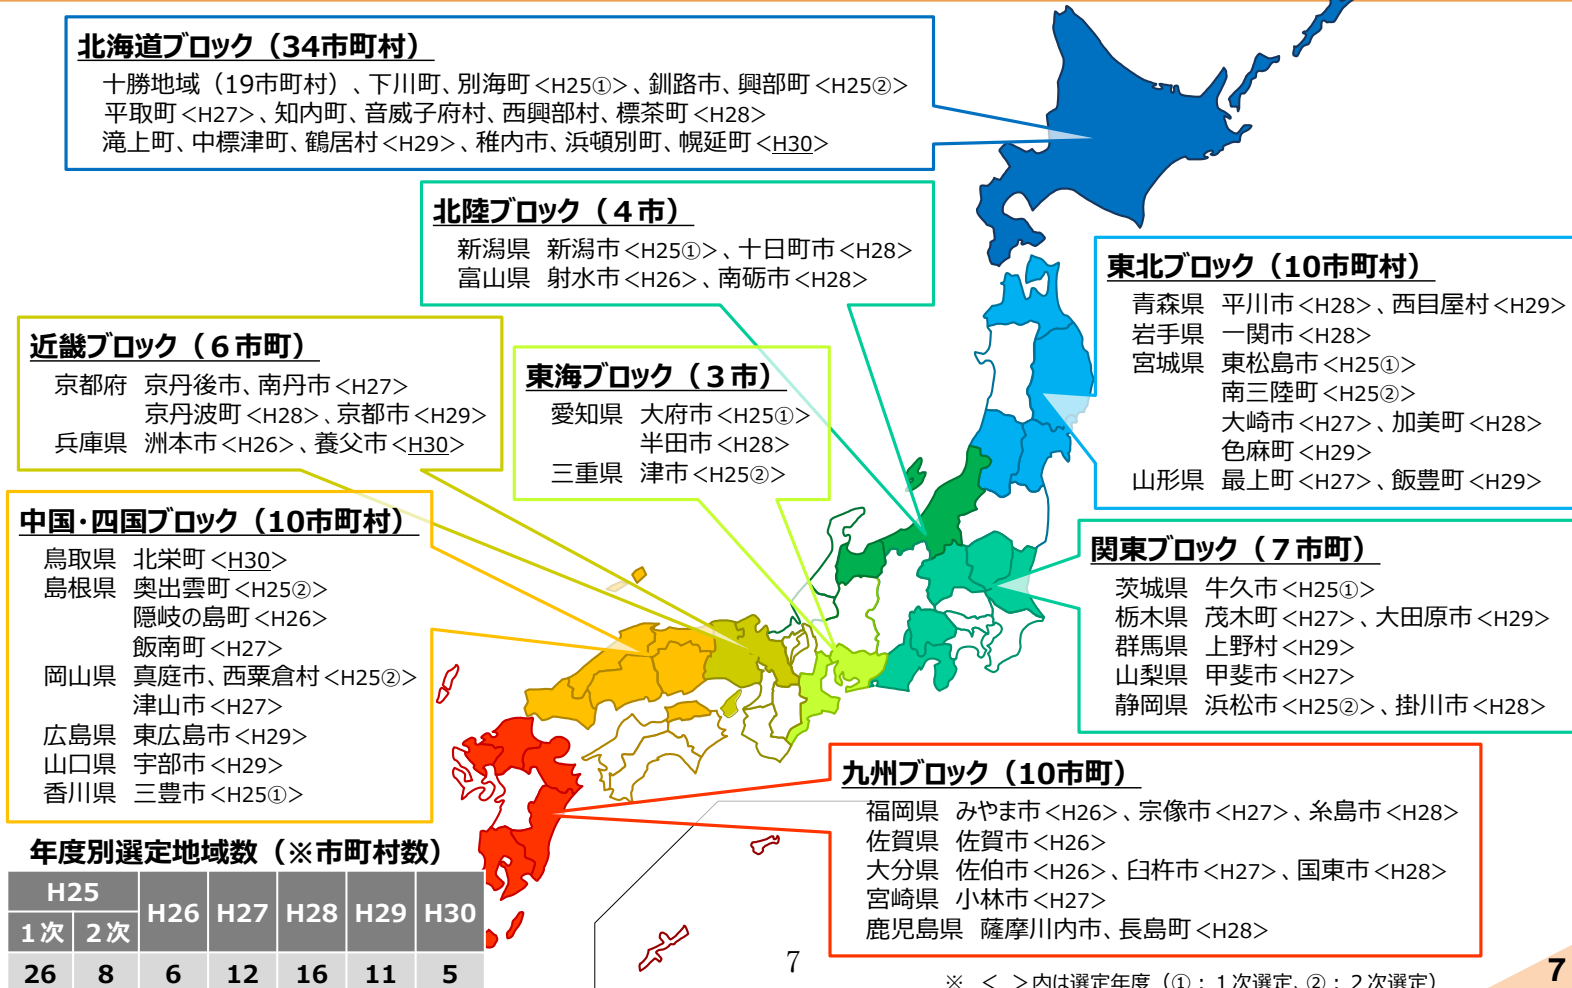 北海道ブロック（34市町村）
十勝地域（19市町村）、下川町、別海町<H25①>、釧路市、興部町<H25②>
平取町<H27>、知内町、音威子府村、西興部村、標茶町<H28>
滝上町、中標津町、鶴居村<H29>、稚内市、浜頓別町、幌延町<H30>
北陸ブロック（４市）
新潟県 新潟市<H25①>、十日町市<H28>
富山県 射水市<H26>、南砺市<H28>
東北ブロック（10市町村）
青森県 平川市<H28>、西目屋村<H29>
岩手県 一関市<H28>
宮城県 東松島市<H25①>
南三陸町<H25②>
大崎市<H27>、加美町<H28>
色麻町<H29>
山形県 最上町<H27>、飯豊町<H29>
近畿ブロック（６市町）
京都府 京丹後市、南丹市<H27>
京丹波町<H28>、京都市<H29>
兵庫県 洲本市<H26>、養父市<H30>
東海ブロック（３市）
愛知県 大府市<H25①>
半田市<H28>
三重県 津市<H25②>
中国・四国ブロック（10市町村）
鳥取県 北栄町<H30>
島根県 奥出雲町<H25②>
隠岐の島町<H26>
飯南町<H27>
岡山県 真庭市、西粟倉村<H25②>
津山市<H27>
広島県 東広島市<H29>
山口県 宇部市<H29>
香川県 三豊市<H25①>
関東ブロック（７市町）
茨城県 牛久市<H25①>
栃木県 茂木町<H27>、大田原市<H29>
群馬県 上野村<H29>
山梨県 甲斐市<H27>
静岡県 浜松市<H25②>、掛川市<H28>
九州ブロック（10市町）
福岡県 みやま市<H26>、宗像市<H27>、糸島市<H28>
佐賀県 佐賀市<H26>
大分県 佐伯市<H26>、臼杵市<H27>、国東市<H28>
宮崎県 小林市<H27>
鹿児島県 薩摩川内市、長島町<H28>
年度別選定地域数（※市町村数）
H25 H26 H27 H28 H29 H30
１次 ２次
26 8 6 12 16 11 5
7
※ < >内は選定年度（①：１次選定、②：２次選定）
7